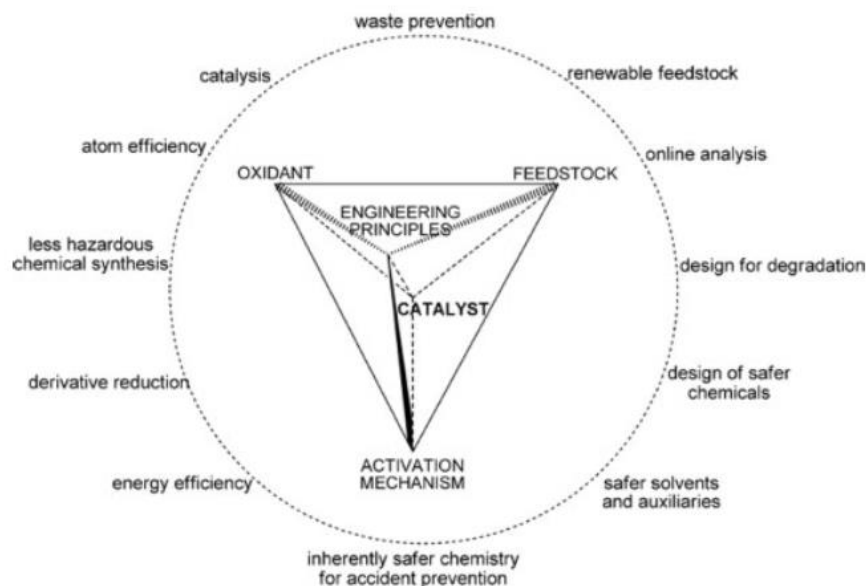 waste prevention
catalysis
renewable feedstock
atom efficiency
online analysis
OXIDANT
FEEDSTOCK
ENGINEERING
PRINCIPLES
less hazardous
chemical synthesis
design for degradation
CATALYST
derivative reduction
design of safer
chemicals
ACTIVATION
MECHANISM
energy efficiency
safer solvents
and auxiliaries
inherently safer chemistry
for accident prevention